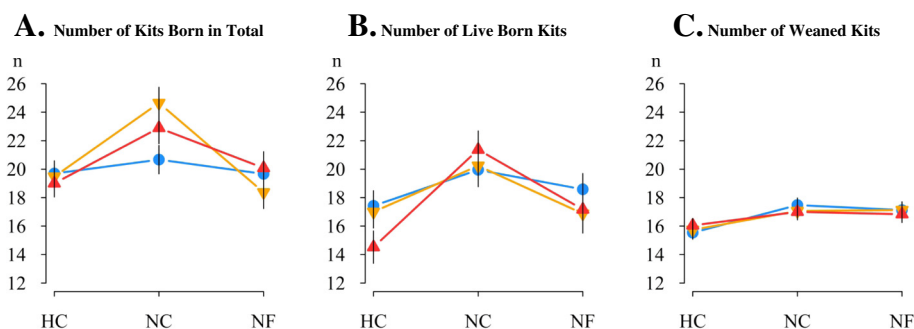 A. Number of Kits Born in Total
n
26
24
22
20
18
16
14
12
HC NC NF
B. Number of Live Born Kits
n
26
24
22
20
18
16
14
12
HC NC NF
C. Number of Weaned Kits
n
26
24
22
20
18
16
14
12
HC NC NF